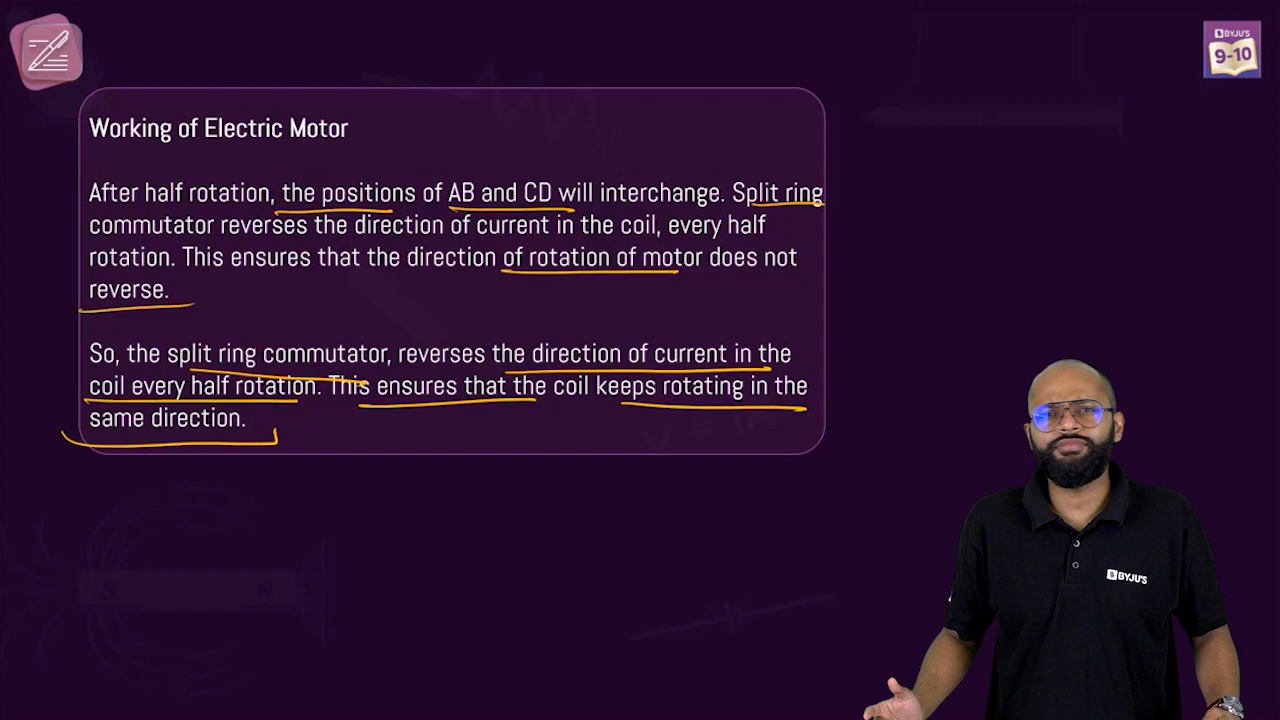 BYJU'S
9-10
Working of Electric Motor
After half rotation, the positions of AB and CD will interchange. Split ring
commutator reverses the direction of current in the coil, every half
rotation. This ensures that the direction of rotation of motor does not
reverse.
So, the split ring commutator, reverses the direction of current in the
coil every half rotation. This ensures that the coil keeps rotating in the
same direction.
BYJU'S
S N